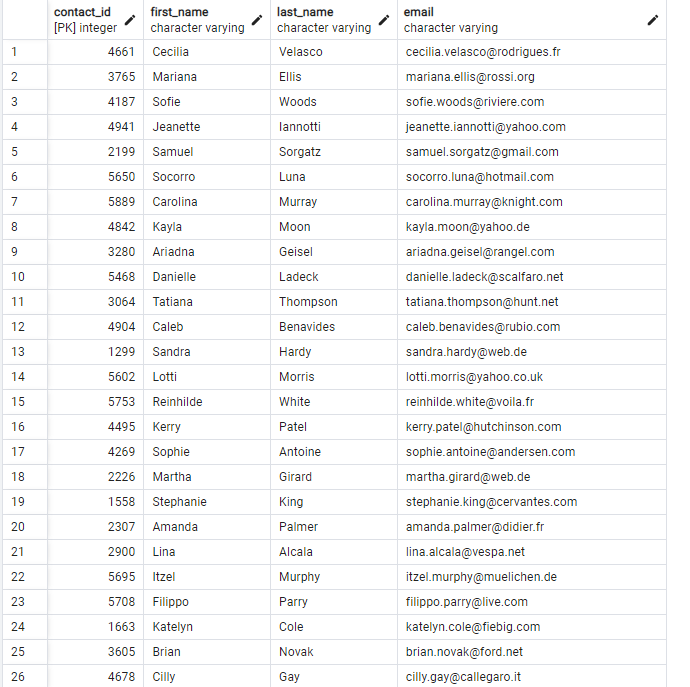 contact_id first_name last_name email
[PK] integer character varying character varying character varying
1 4661 Cecilia Velasco cecilia.velasco@rodrigues.fr
2 3765 Mariana Ellis mariana.ellis@rossi.org
3 4187 Sofie Woods sofie.woods@riviere.com
4 4941 Jeanette Iannotti jeanette.iannotti@yahoo.com
5 2199 Samuel Sorgatz samuel.sorgatz@gmail.com
6 5650 Socorro Luna socorro.luna@hotmail.com
7 5889 Carolina Murray carolina.murray@knight.com
8 4842 Kayla Moon kayla.moon@yahoo.de
9 3280 Ariadna Geisel ariadna.geisel@rangel.com
10 5468 Danielle Ladeck danielle.ladeck@scalfaro.net
11 3064 Tatiana Thompson tatiana.thompson@hunt.net
12 4904 Caleb Benavides caleb.benavides@rubio.com
13 1299 Sandra Hardy sandra.hardy@web.de
14 5602 Lotti Morris lotti.morris@yahoo.co.uk
15 5753 Reinhilde White reinhilde.white@voila.fr
16 4495 Kerry Patel kerry.patel@hutchinson.com
17 4269 Sophie Antoine sophie.antoine@andersen.com
18 2226 Martha Girard martha.girard@web.de
19 1558 Stephanie King stephanie.king@cervantes.com
20 2307 Amanda Palmer amanda.palmer@didier.fr
21 2900 Lina Alcala lina.alcala@vespa.net
22 5695 Itzel Murphy itzel.murphy@muelichen.de
23 5708 Filippo Parry filippo.parry@live.com
24 1663 Katelyn Cole katelyn.cole@fiebig.com
25 3605 Brian Novak brian.novak@ford.net
26 4678 Cilly Gay cilly.gay@callegaro.it